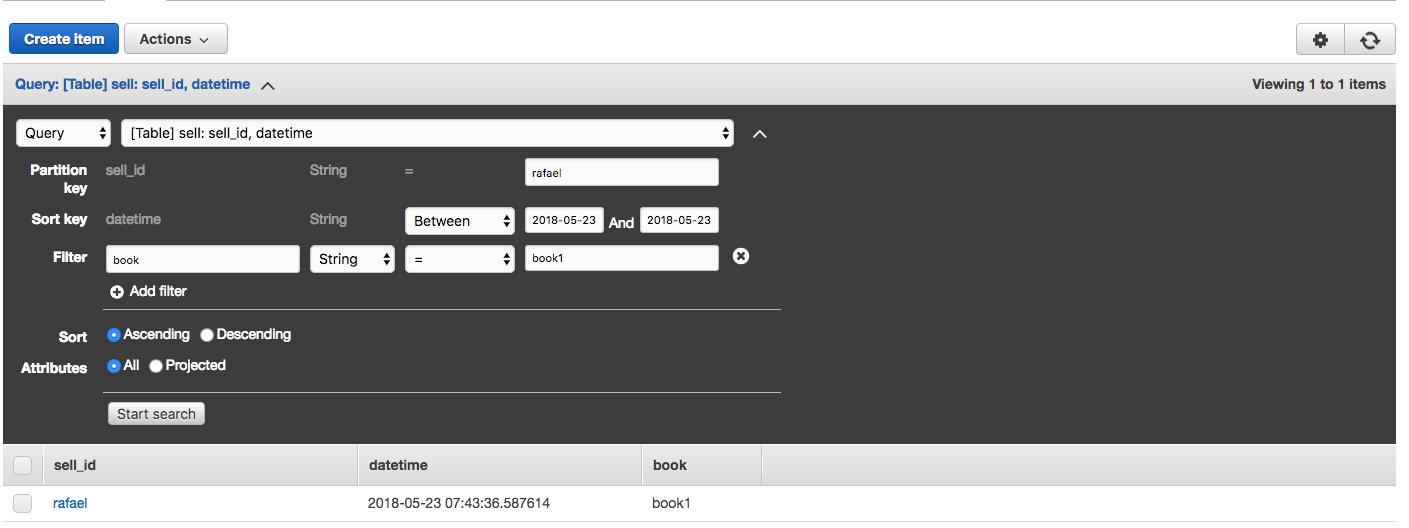 Create item Actions
Query: [Table] sell: sell_id, datetime Viewing 1 to 1 items
Query [Table] sell: sell_id, datetime
Partition key sell_id String = rafael
Sort key datetime String Between 2018-05-23 And 2018-05-23
Filter book String = book1
Add filter
Sort Ascending Descending
Attributes All Projected
Start search
sell_id datetime book
rafael 2018-05-23 07:43:36.587614 book1